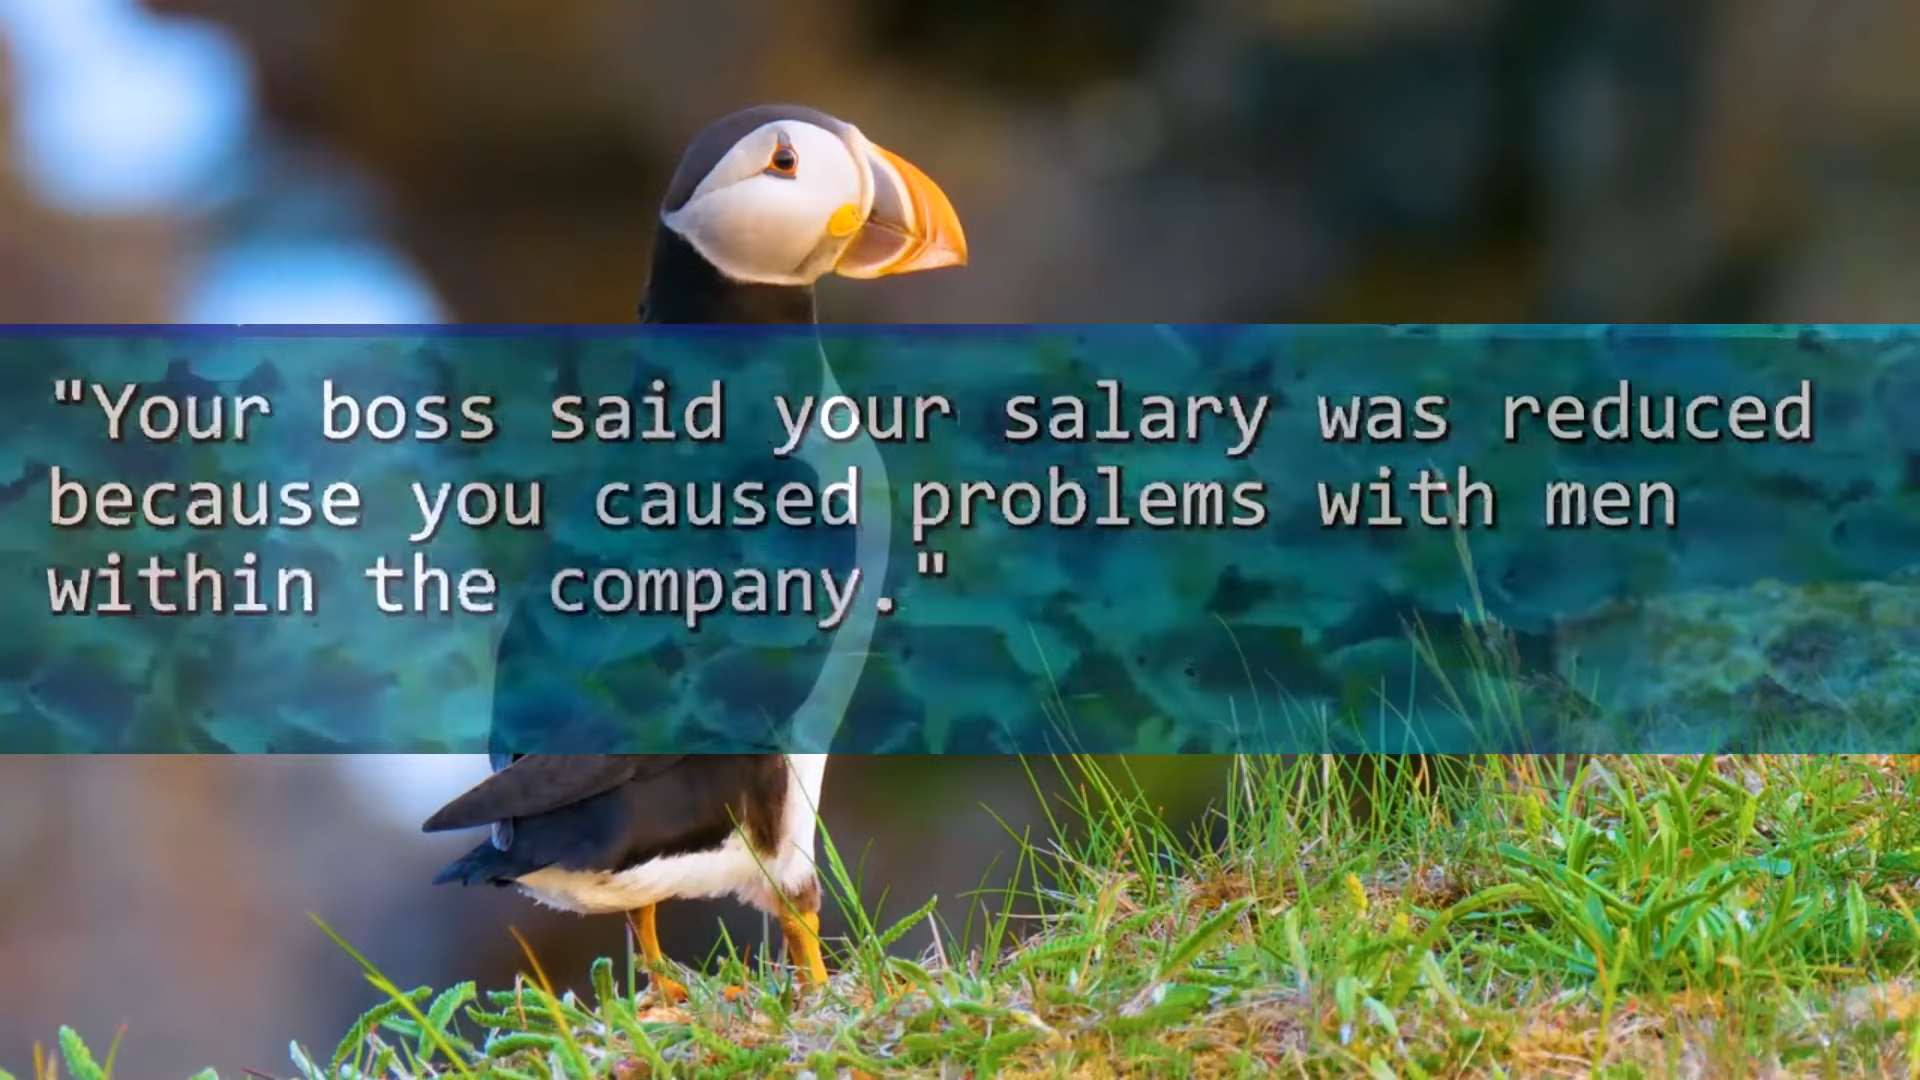 "Your boss said your salary was reduced
because you caused problems with men
within the company."